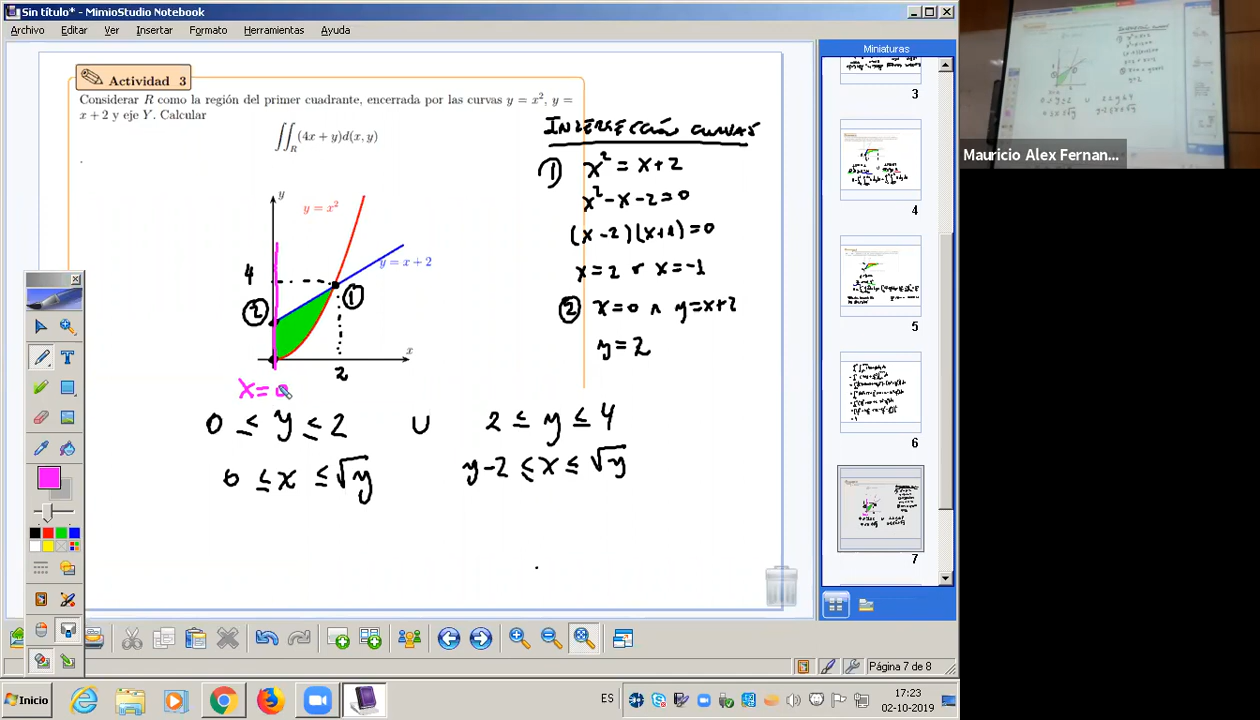 Sin título* - MimioStudio Notebook
Archivo Editar Ver Insertar Formato Herramientas Ayuda
Actividad 3
Considerar R como la región del primer cuadrante, encerrada por las curvas y = x², y =
x + 2 y eje Y. Calcular
∬_R (4x + y)d(x, y)
y
y = x²
y = x + 2
4
2
1
x
2
x=0
INTERSECCIÓN CURVAS
① x² = x+2
x²-x-2=0
(x-2)(x+1)=0
x=2 r x=-1
② x=0 ∧ y=x+2
y=2
0 ≤ y ≤ 2 U 2 ≤ y ≤ 4
0 ≤ x ≤ √y y-2 ≤ x ≤ √y
Miniaturas
3
4
5
6
7
Mauricio Alex Fernan...
Página 7 de 8
Inicio
ES
17:23
02-10-2019